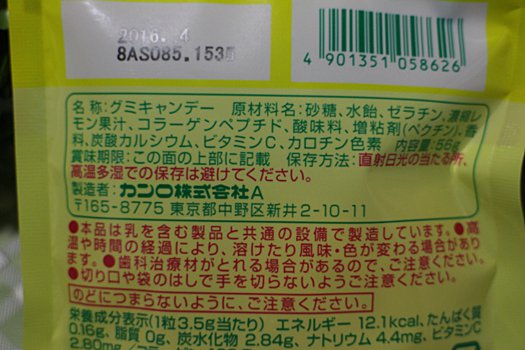 2016. 4
8AS085.1535
4 901351 058626
名称:グミキャンデー 原材料名:砂糖、水飴、ゼラチン、濃縮レ
モン果汁、コラーゲンペプチド、酸味料、増粘剤(ペクチン)、香
料、炭酸カルシウム、ビタミンC、カロチン色素 内容量:56g
賞味期限:この面の上部に記載 保存方法:直射日光の当たる所、
高温多湿での保存は避けてください。
製造者:カンロ株式会社A
〒165-8775 東京都中野区新井2-10-11
●本品は乳を含む製品と共通の設備で製造しています。●高
温や時間の経過により、溶けたり風味・色が変わる場合があり
ます。●歯科治療材がとれる場合があるので、ご注意ください。
●切り口や袋のはしで手を切らないようご注意ください。
のどにつまらないように、ご注意ください。
栄養成分表示(1粒3.5g当たり) エネルギー 12.1kcal、たんぱく質
0.16g、脂質 0g、炭水化物 2.84g、ナトリウム 4.4mg、ビタミンC
2.80mg